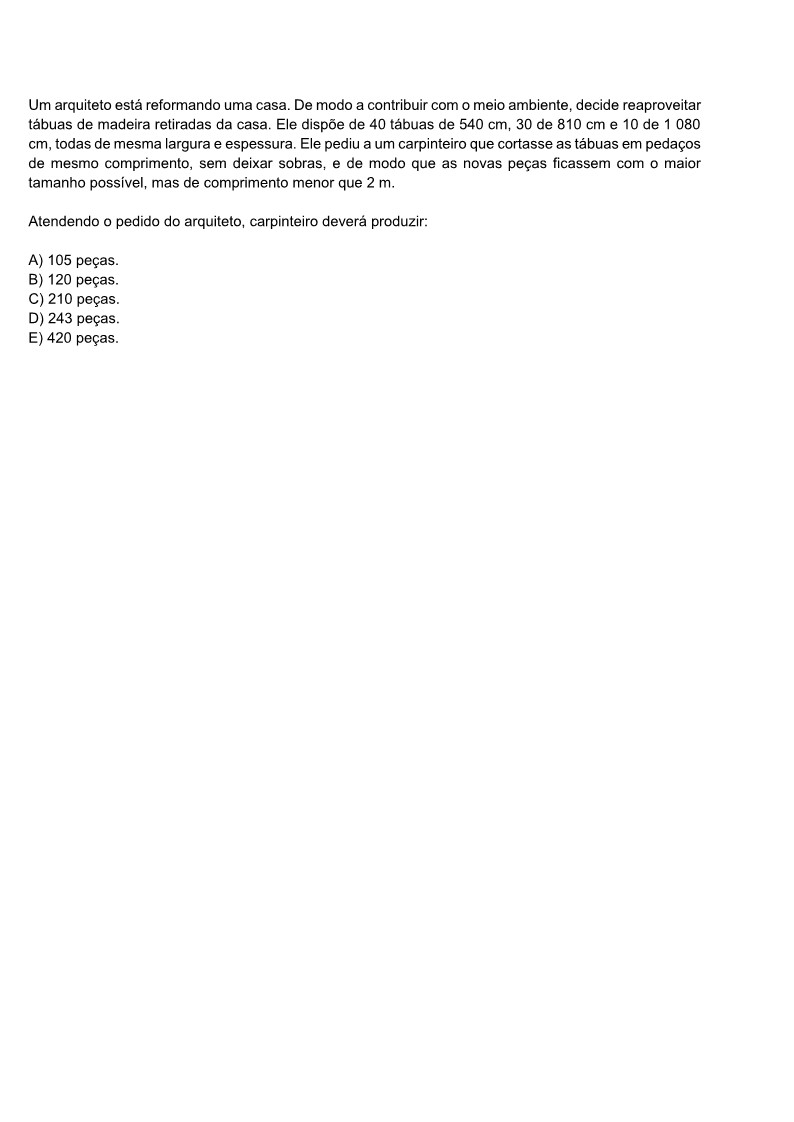 Um arquiteto está reformando uma casa. De modo a contribuir com o meio ambiente, decide reaproveitar
tábuas de madeira retiradas da casa. Ele dispõe de 40 tábuas de 540 cm, 30 de 810 cm e 10 de 1 080
cm, todas de mesma largura e espessura. Ele pediu a um carpinteiro que cortasse as tábuas em pedaços
de mesmo comprimento, sem deixar sobras, e de modo que as novas peças ficassem com o maior
tamanho possível, mas de comprimento menor que 2 m.
Atendendo o pedido do arquiteto, carpinteiro deverá produzir:
A) 105 peças.
B) 120 peças.
C) 210 peças.
D) 243 peças.
E) 420 peças.